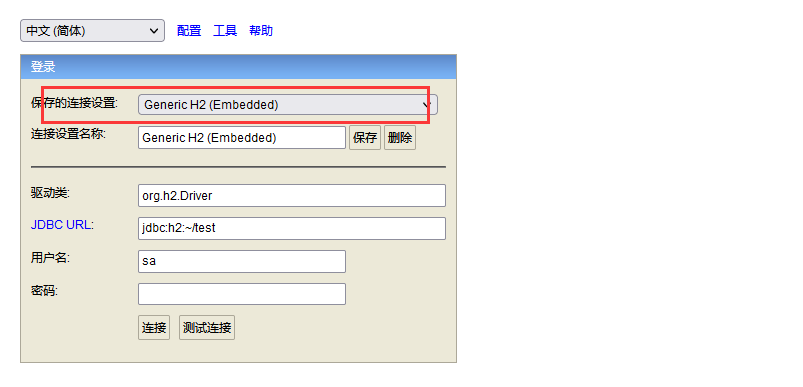 中文 (简体) 配置 工具 帮助
登录
保存的连接设置: Generic H2 (Embedded)
连接设置名称: Generic H2 (Embedded) 保存 删除
驱动类: org.h2.Driver
JDBC URL: jdbc:h2:~/test
用户名: sa
密码:
连接 测试连接